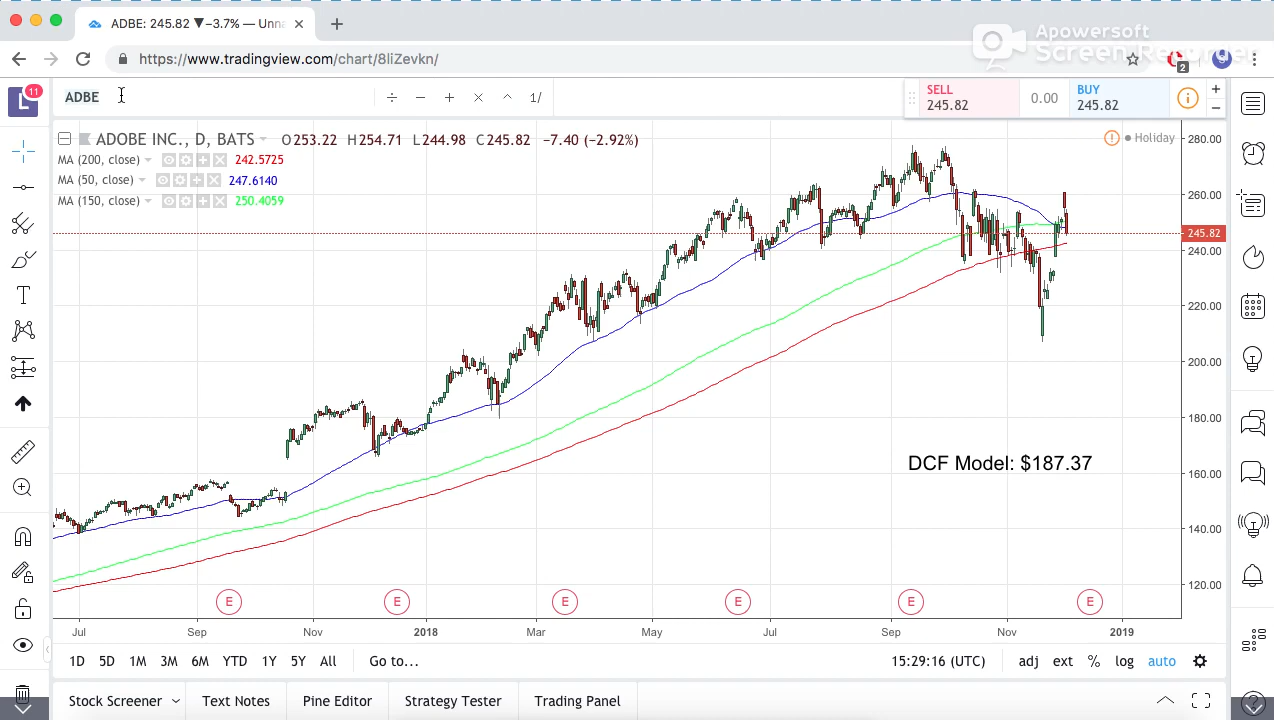 ADBE: 245.82 ▼−3.7% — Unna
Apowersoft
Screen Recorder
https://www.tradingview.com/chart/8liZevkn/
2
L
11
ADBE
1/
SELL
245.82
0.00
BUY
245.82
ADOBE INC., D, BATS
O253.22 H254.71 L244.98 C245.82 −7.40 (−2.92%)
Holiday
MA (200, close)
242.5725
MA (50, close)
247.6140
MA (150, close)
250.4059
280.00
260.00
245.82
240.00
220.00
200.00
180.00
160.00
140.00
120.00
DCF Model: $187.37
E E E E E E
Jul Sep Nov 2018 Mar May Jul Sep Nov 2019
1D 5D 1M 3M 6M YTD 1Y 5Y All Go to...
15:29:16 (UTC) adj ext % log auto
Stock Screener Text Notes Pine Editor Strategy Tester Trading Panel